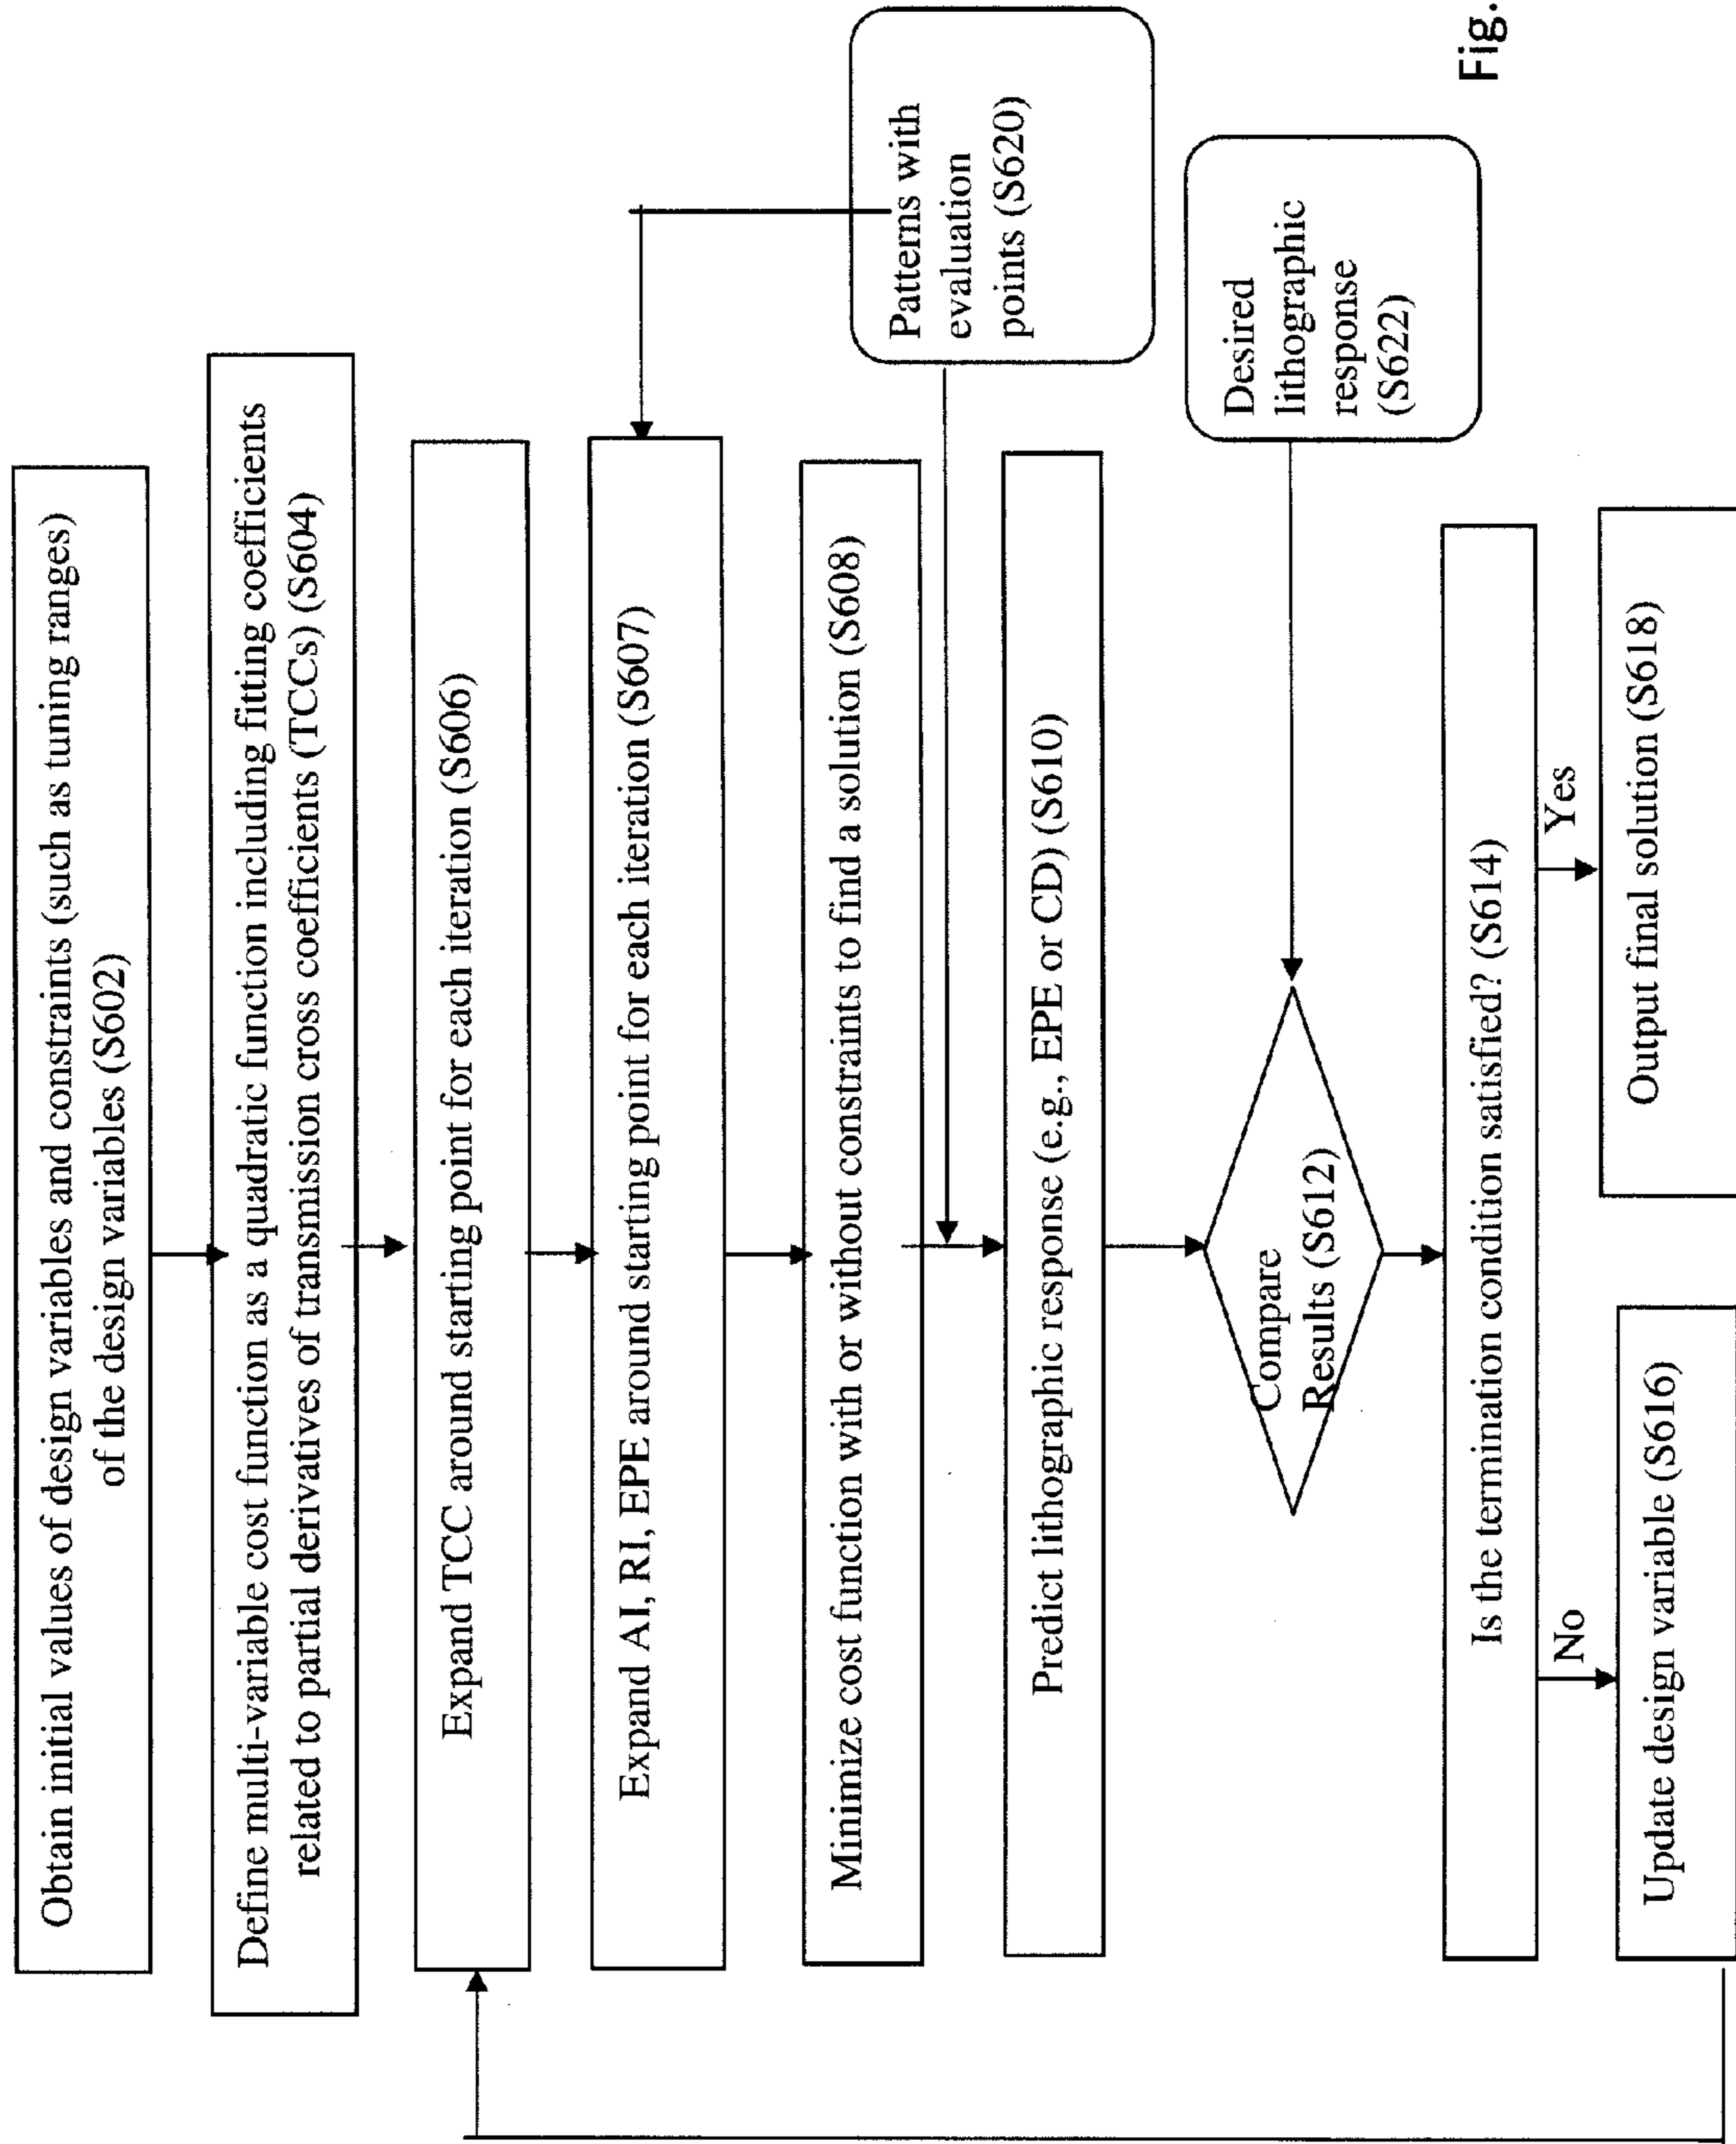 Obtain initial values of design variables and constraints (such as tuning ranges)
of the design variables (S602)
Define multi-variable cost function as a quadratic function including fitting coefficients
related to partial derivatives of transmission cross coefficients (TCCs) (S604)
Expand TCC around starting point for each iteration (S606)
Expand AI, RI, EPE around starting point for each iteration (S607)
Minimize cost function with or without constraints to find a solution (S608)
Patterns with
evaluation
points (S620)
Predict lithographic response (e.g., EPE or CD) (S610)
Desired
lithographic
response
(S622)
Compare
Results (S612)
Is the termination condition satisfied? (S614)
No
Yes
Update design variable (S616)
Output final solution (S618)
Fig.